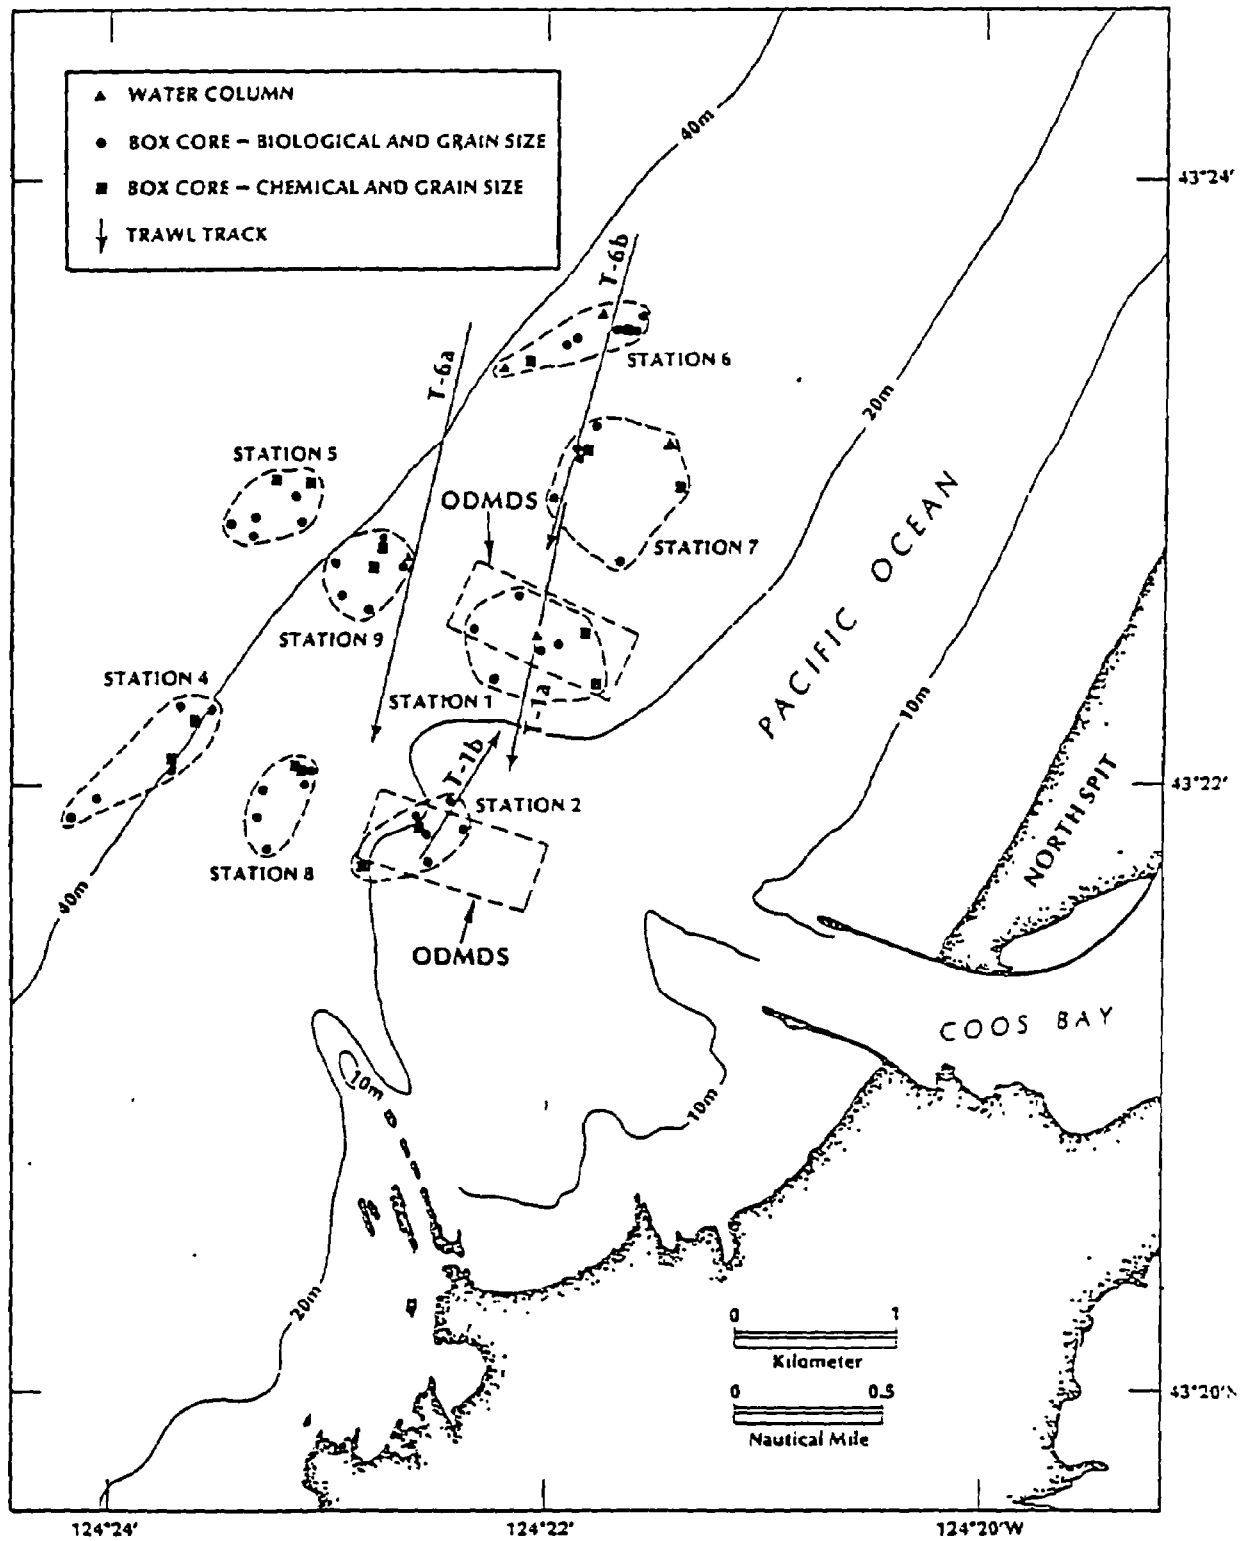 WATER COLUMN
BOX CORE – BIOLOGICAL AND GRAIN SIZE
BOX CORE – CHEMICAL AND GRAIN SIZE
TRAWL TRACK
40m
43°24'
T-6b
STATION 6
T-6a
20m
STATION 5
ODMDS
STATION 7
PACIFIC OCEAN
STATION 9
STATION 4
STATION 1
T-1a
10m
T-1b
43°22'
STATION 2
NORTH SPIT
STATION 8
40m
ODMDS
COOS BAY
10m
10m
20m
0 1
Kilometer
0 0.5
Nautical Mile
43°20'N
124°24'
124°22'
124°20'W